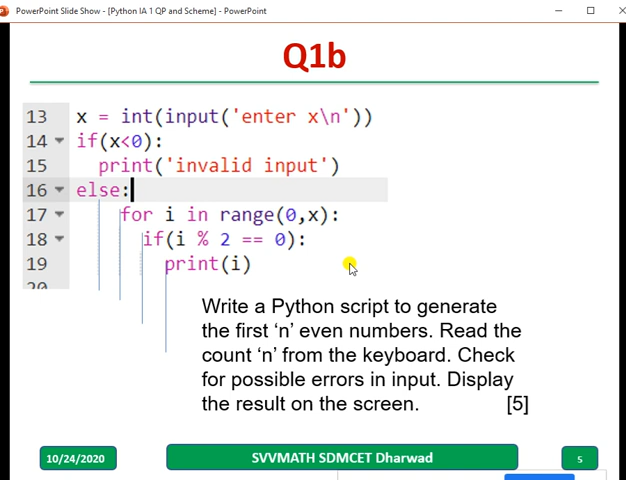 PowerPoint Slide Show - [Python IA 1 QP and Scheme] - PowerPoint
Q1b
13 x = int(input('enter x\n'))
14 if(x<0):
15 print('invalid input')
16 else:
17 for i in range(0,x):
18 if(i % 2 == 0):
19 print(i)
20
Write a Python script to generate
the first ‘n’ even numbers. Read the
count ‘n’ from the keyboard. Check
for possible errors in input. Display
the result on the screen. [5]
10/24/2020 SVVMATH SDMCET Dharwad 5